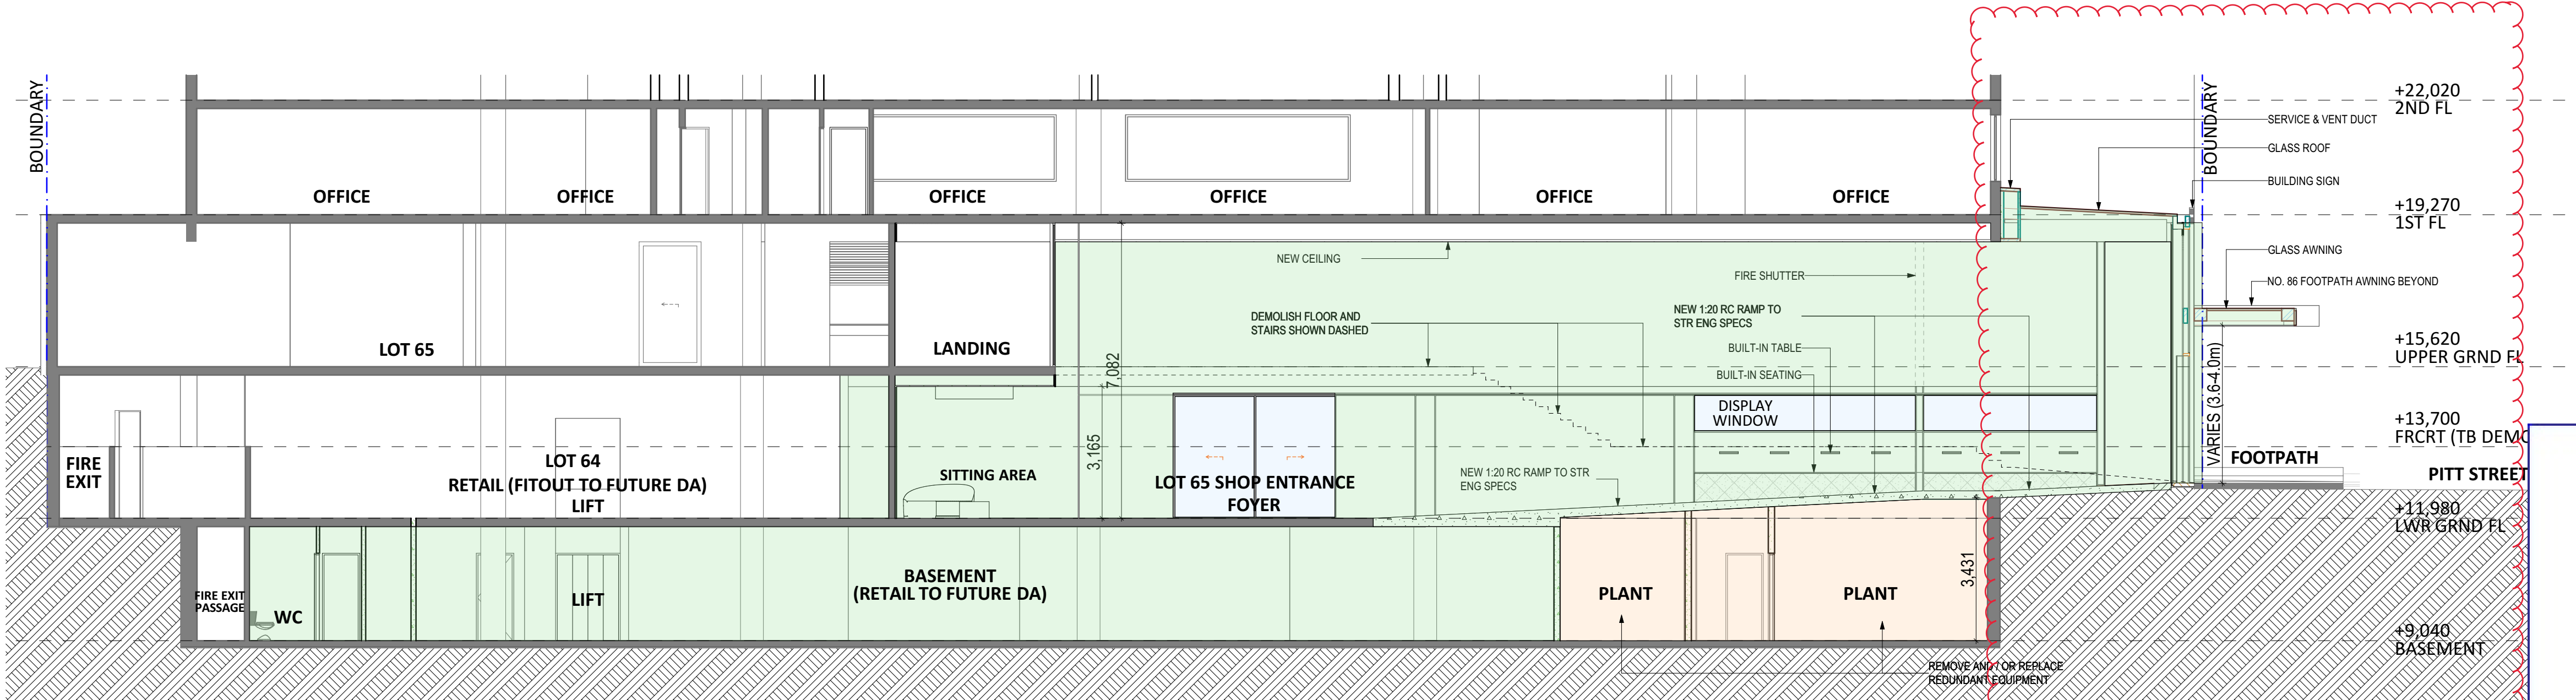 BOUNDARY
BOUNDARY
+22,020
2ND FL
SERVICE & VENT DUCT
GLASS ROOF
BUILDING SIGN
OFFICE
OFFICE
OFFICE
OFFICE
OFFICE
OFFICE
+19,270
1ST FL
GLASS AWNING
NEW CEILING
FIRE SHUTTER
NO. 86 FOOTPATH AWNING BEYOND
DEMOLISH FLOOR AND
STAIRS SHOWN DASHED
NEW 1:20 RC RAMP TO
STR ENG SPECS
LOT 65
LANDING
BUILT-IN TABLE
BUILT-IN SEATING
+15,620
UPPER GRND FL
7,082
VARIES (3.6-4.0m)
DISPLAY
WINDOW
+13,700
FRCRT (TB DEMO
3,165
FIRE
EXIT
LOT 64
RETAIL (FITOUT TO FUTURE DA)
LIFT
SITTING AREA
LOT 65 SHOP ENTRANCE
FOYER
NEW 1:20 RC RAMP TO STR
ENG SPECS
FOOTPATH
PITT STREET
+11,980
LWR GRND FL
3,431
FIRE EXIT
PASSAGE
WC
LIFT
BASEMENT
(RETAIL TO FUTURE DA)
PLANT
PLANT
+9,040
BASEMENT
REMOVE AND / OR REPLACE
REDUNDANT EQUIPMENT